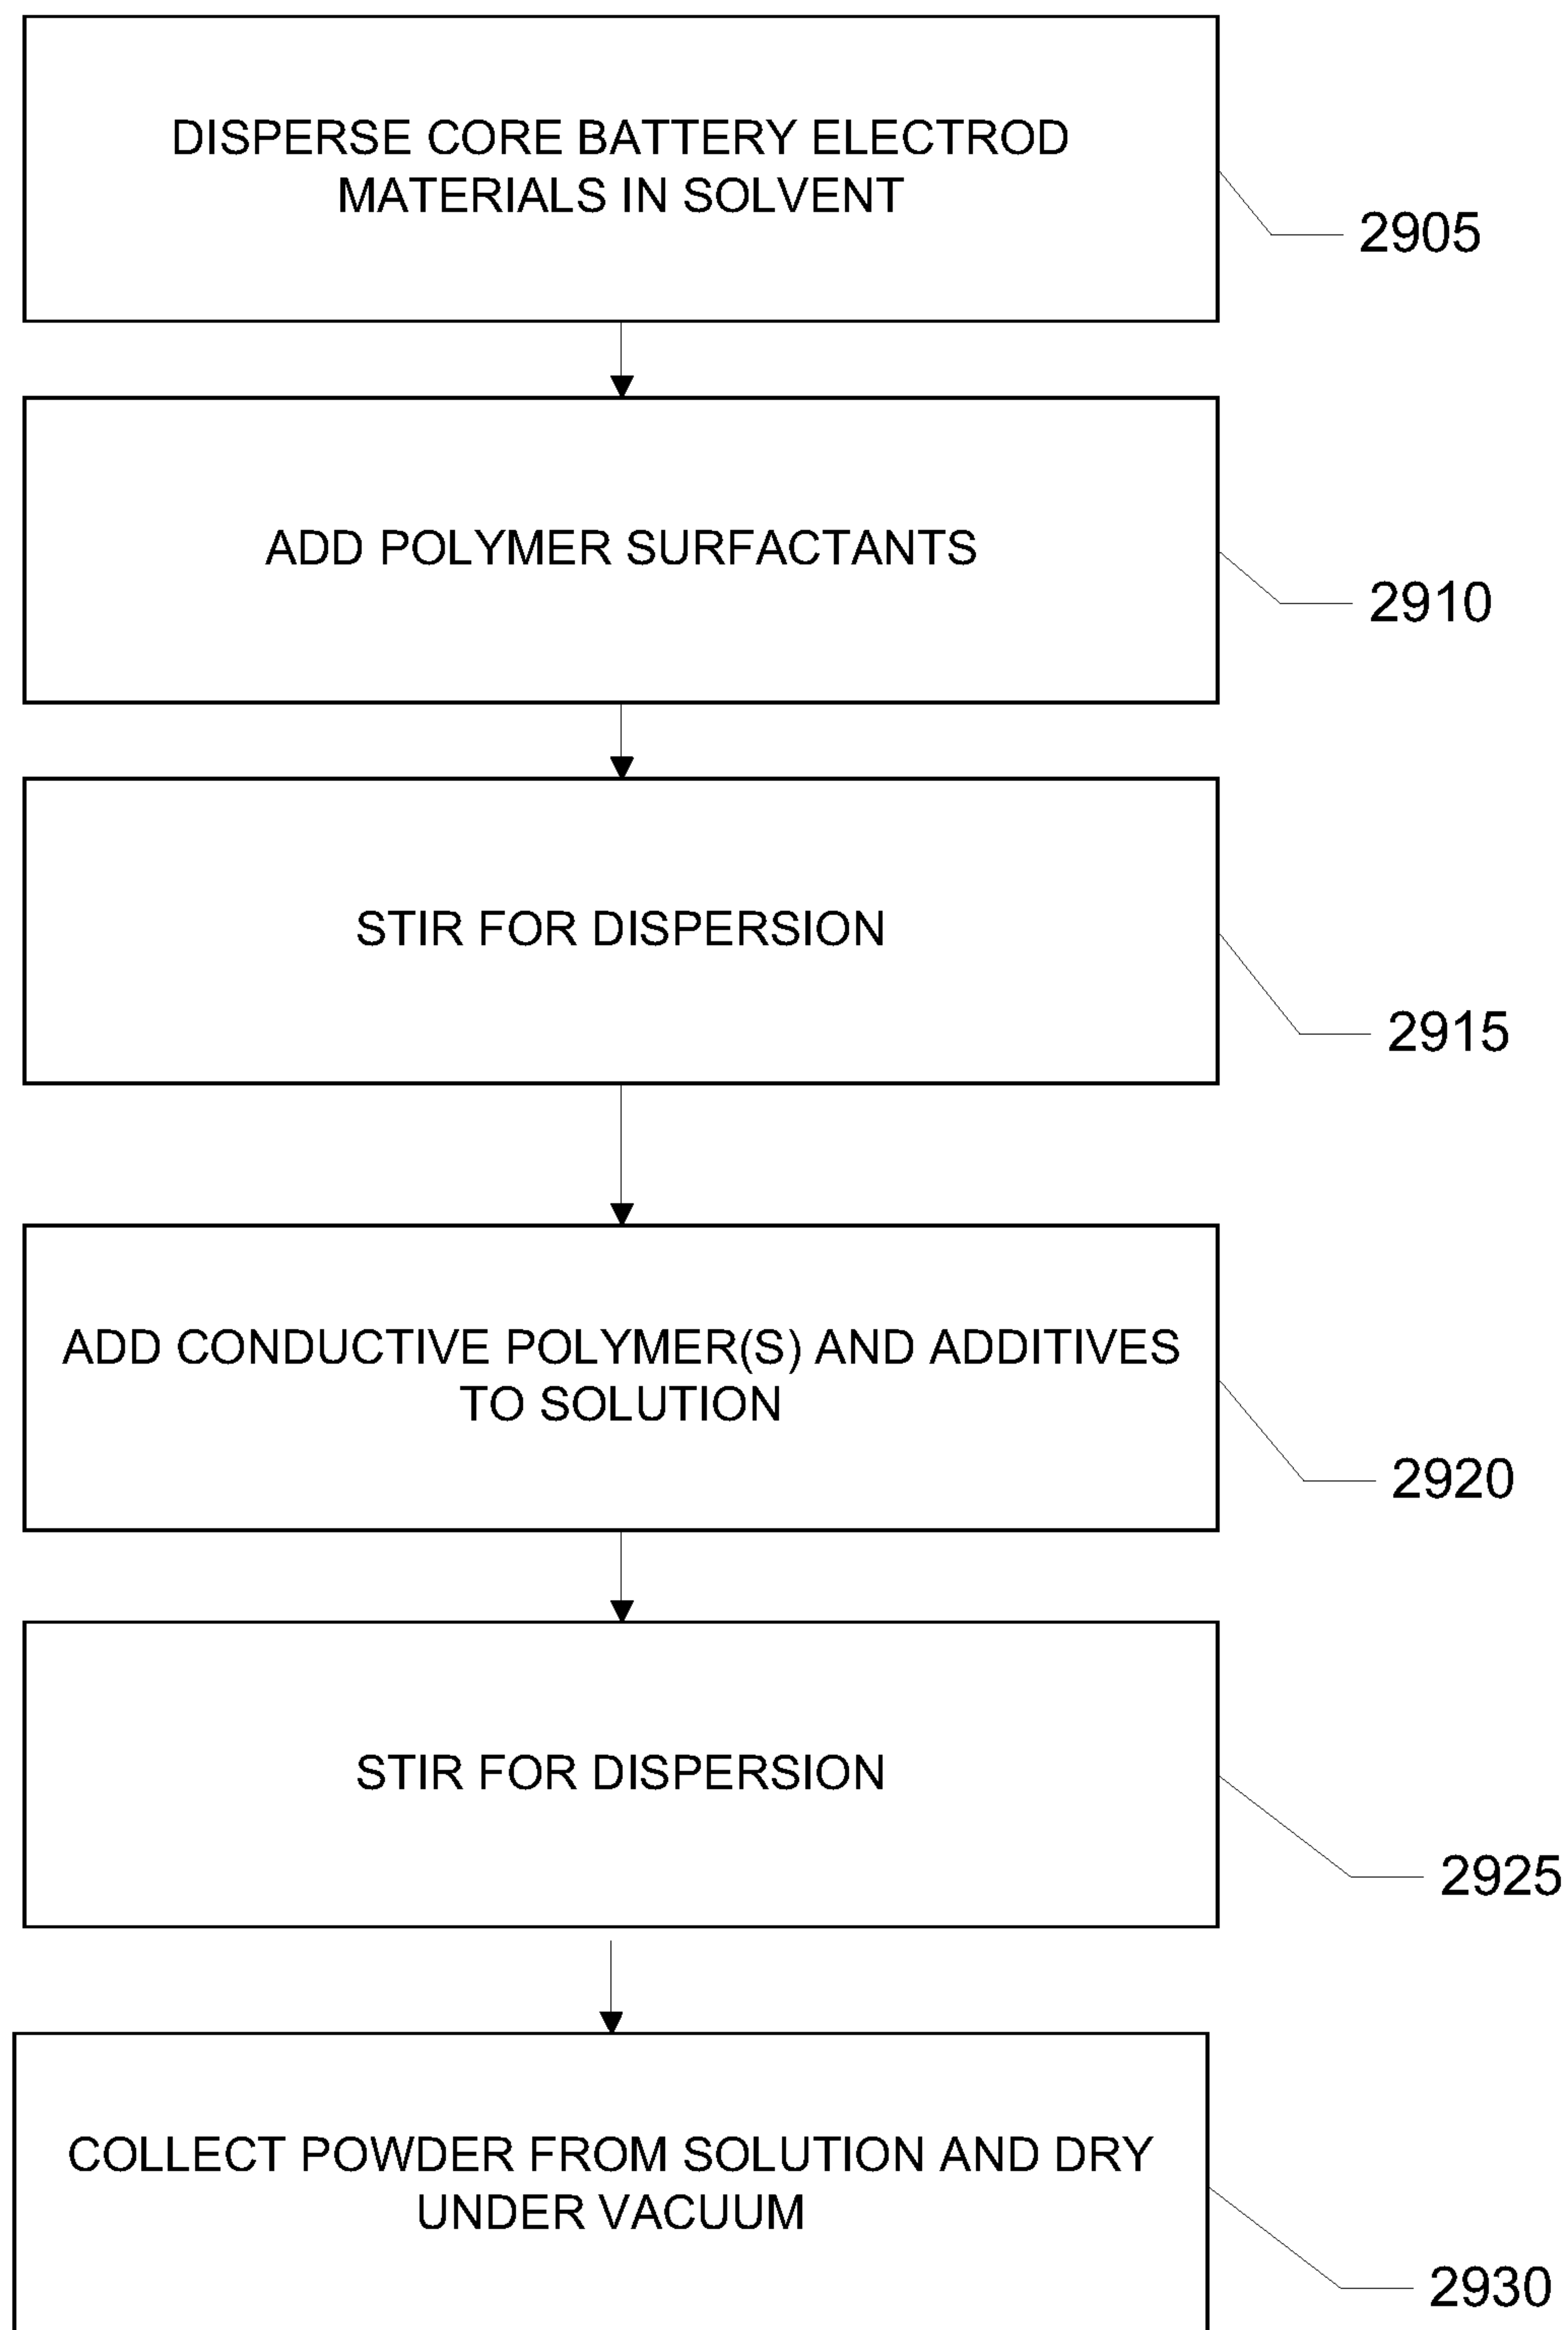 DISPERSE CORE BATTERY ELECTROD
MATERIALS IN SOLVENT
2905
ADD POLYMER SURFACTANTS
2910
STIR FOR DISPERSION
2915
ADD CONDUCTIVE POLYMER(S) AND ADDITIVES
TO SOLUTION
2920
STIR FOR DISPERSION
2925
COLLECT POWDER FROM SOLUTION AND DRY
UNDER VACUUM
2930